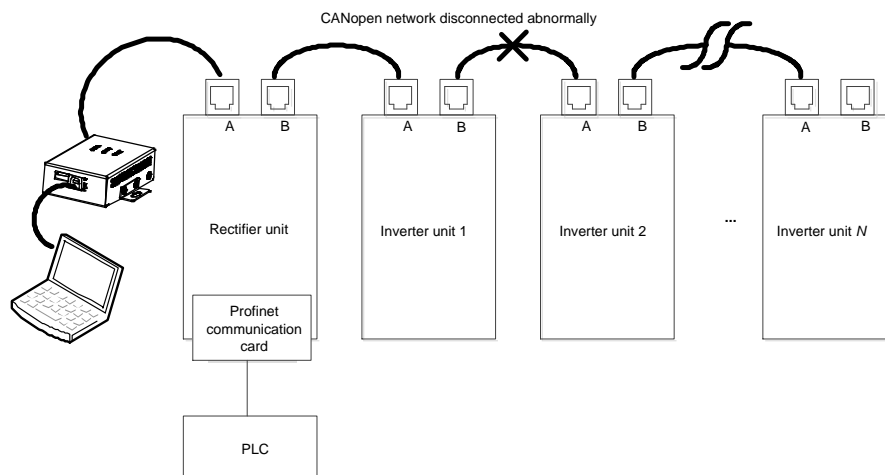 CANopen network disconnected abnormally
A
B
A
B
A
B
A
B
Rectifier unit
Inverter unit 1
Inverter unit 2
...
Inverter unit N
Profinet
communication
card
PLC